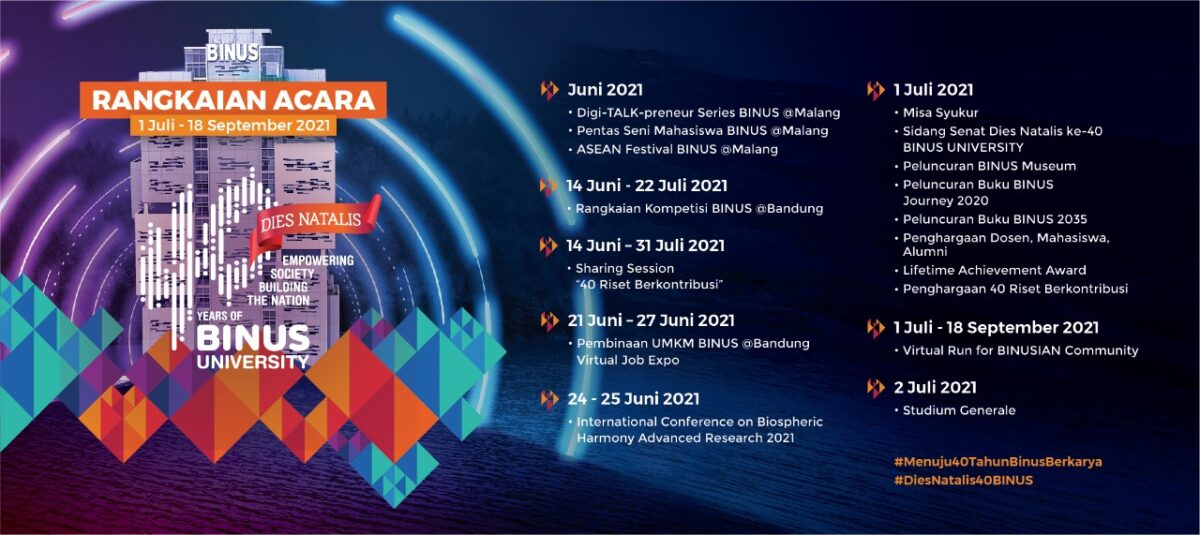 BINUS
RANGKAIAN ACARA
1 Juli - 18 September 2021
40
DIES NATALIS
EMPOWERING
SOCIETY
BUILDING
THE NATION
YEARS OF
BINUS
UNIVERSITY
Juni 2021
• Digi-TALK-preneur Series BINUS @Malang
• Pentas Seni Mahasiswa BINUS @Malang
• ASEAN Festival BINUS @Malang
14 Juni - 22 Juli 2021
• Rangkaian Kompetisi BINUS @Bandung
14 Juni – 31 Juli 2021
• Sharing Session
"40 Riset Berkontribusi"
21 Juni – 27 Juni 2021
• Pembinaan UMKM BINUS @Bandung
Virtual Job Expo
24 - 25 Juni 2021
• International Conference on Biospheric
Harmony Advanced Research 2021
1 Juli 2021
• Misa Syukur
• Sidang Senat Dies Natalis ke-40
BINUS UNIVERSITY
• Peluncuran BINUS Museum
• Peluncuran Buku BINUS
Journey 2020
• Peluncuran Buku BINUS 2035
• Penghargaan Dosen, Mahasiswa,
Alumni
• Lifetime Achievement Award
• Penghargaan 40 Riset Berkontribusi
1 Juli - 18 September 2021
• Virtual Run for BINUSIAN Community
2 Juli 2021
• Studium Generale
#Menuju40TahunBinusBerkarya
#DiesNatalis40BINUS